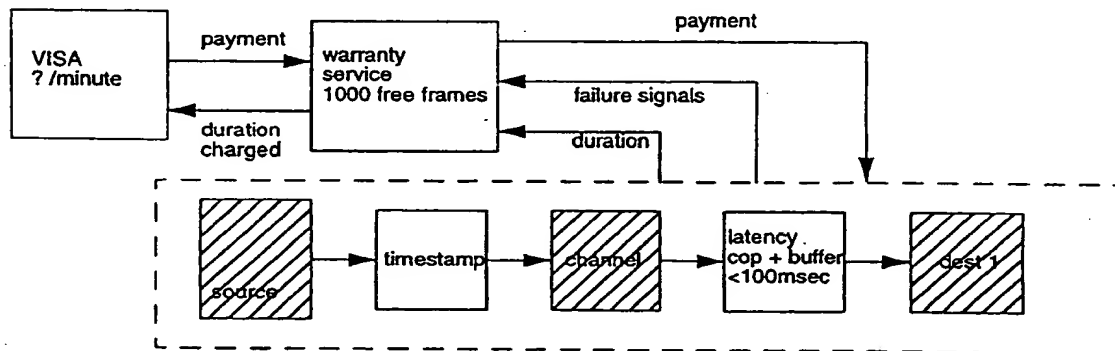 VISA
? /minute
payment
duration
charged
warranty
service
1000 free frames
payment
failure signals
duration
source
timestamp
channel
latency
cop + buffer
<100msec
dest 1